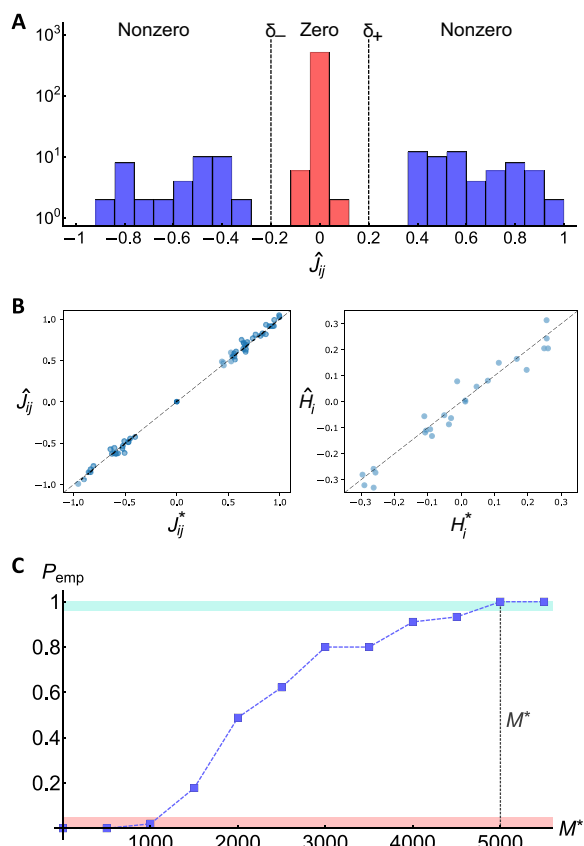 A
Nonzero δ₋ Zero δ₊ Nonzero
10³
10²
10¹
10⁰
-1 -0.8 -0.6 -0.4 -0.2 0 0.2 0.4 0.6 0.8 1
Ĵᵢⱼ
B
1.0
0.5
0.0
−0.5
−1.0
Ĵᵢⱼ
−1.0 −0.5 0.0 0.5 1.0
J*ᵢⱼ
0.3
0.2
0.1
0.0
−0.1
−0.2
−0.3
Ĥᵢ
−0.3 −0.2 −0.1 0.0 0.1 0.2 0.3
H*ᵢ
C
Pₑₘₚ
1
0.8
0.6
0.4
0.2
M*
1000 2000 3000 4000 5000 M*